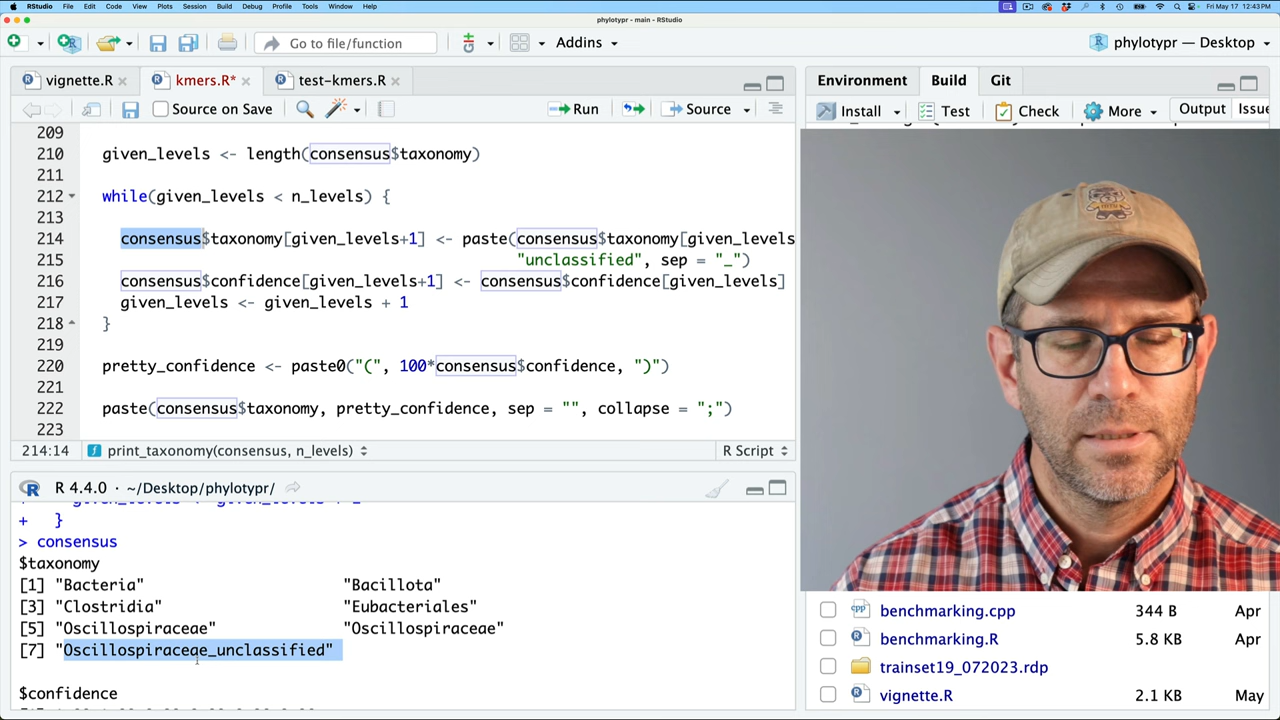 RStudio File Edit Code View Plots Session Build Debug Profile Tools Window Help Fri May 17 12:43 PM
phylotypr - main - RStudio
Go to file/function Addins phylotypr — Desktop
vignette.R kmers.R* test-kmers.R Environment Build Git
Source on Save Run Source Install Test Check More Output Issue
209
210 given_levels <- length(consensus$taxonomy)
211
212 while(given_levels < n_levels) {
213
214 consensus$taxonomy[given_levels+1] <- paste(consensus$taxonomy[given_levels
215 "unclassified", sep = "_")
216 consensus$confidence[given_levels+1] <- consensus$confidence[given_levels]
217 given_levels <- given_levels + 1
218 }
219
220 pretty_confidence <- paste0("(", 100*consensus$confidence, ")")
221
222 paste(consensus$taxonomy, pretty_confidence, sep = "", collapse = ";")
223
214:14 print_taxonomy(consensus, n_levels) R Script
R 4.4.0 · ~/Desktop/phylotypr/
+ }
> consensus
$taxonomy
[1] "Bacteria" "Bacillota"
[3] "Clostridia" "Eubacteriales"
[5] "Oscillospiraceae" "Oscillospiraceae"
[7] "Oscillospiraceae_unclassified"
$confidence
benchmarking.cpp 344 B Apr
benchmarking.R 5.8 KB Apr
trainset19_072023.rdp
vignette.R 2.1 KB May